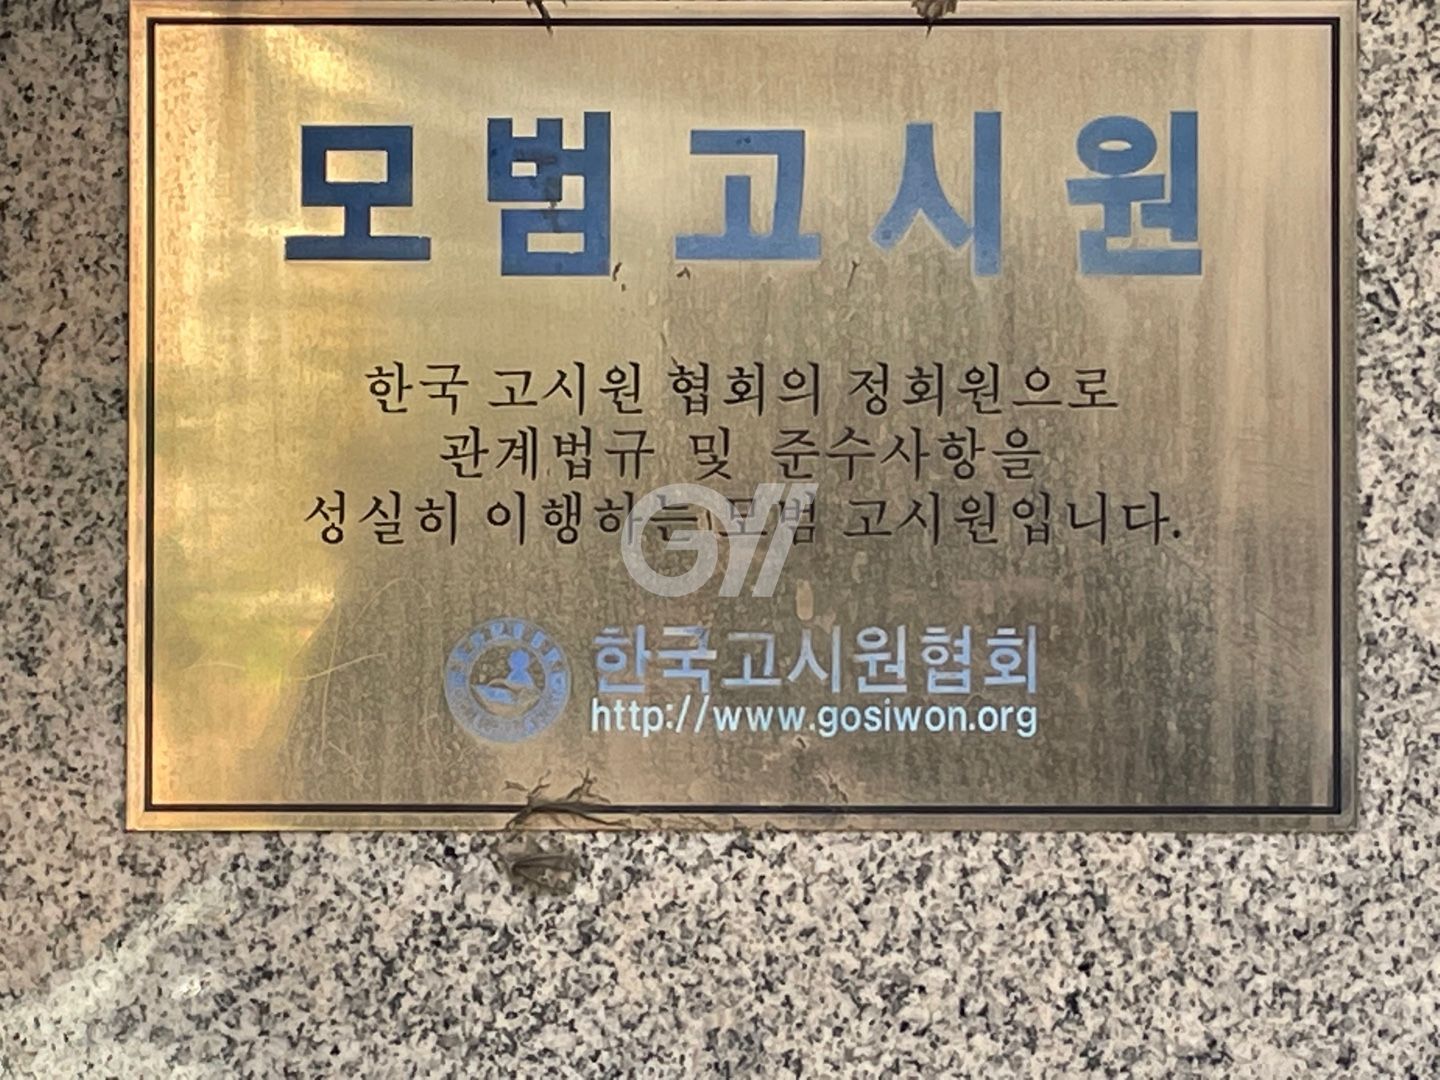 모범고시원
한국 고시원 협회의 정회원으로
관계법규 및 준수사항을
성실히 이행하는 모범 고시원입니다.
한국고시원협회
http://www.gosiwon.org